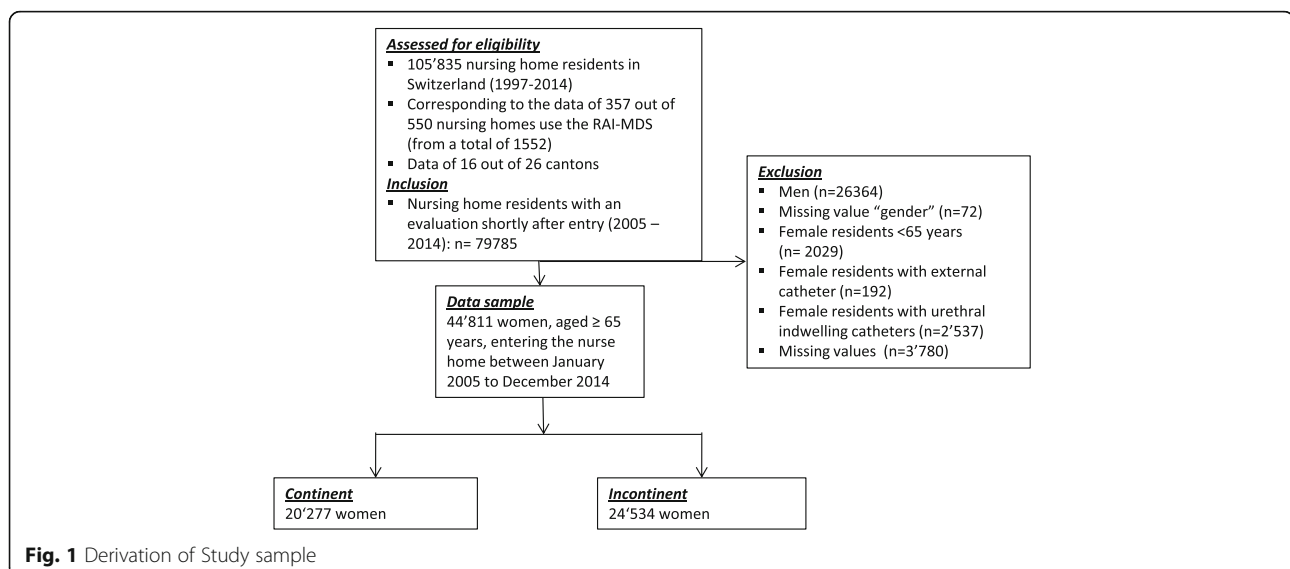 Assessed for eligibility
▪ 105’835 nursing home residents in
Switzerland (1997-2014)
▪ Corresponding to the data of 357 out of
550 nursing homes use the RAI-MDS
(from a total of 1552)
▪ Data of 16 out of 26 cantons
Inclusion
▪ Nursing home residents with an
evaluation shortly after entry (2005 –
2014): n= 79785
Exclusion
▪ Men (n=26364)
▪ Missing value “gender” (n=72)
▪ Female residents <65 years
(n= 2029)
▪ Female residents with external
catheter (n=192)
▪ Female residents with urethral
indwelling catheters (n=2’537)
▪ Missing values (n=3’780)
Data sample
44’811 women, aged ≥ 65
years, entering the nurse
home between January
2005 to December 2014
Continent
20‘277 women
Incontinent
24‘534 women
Fig. 1 Derivation of Study sample